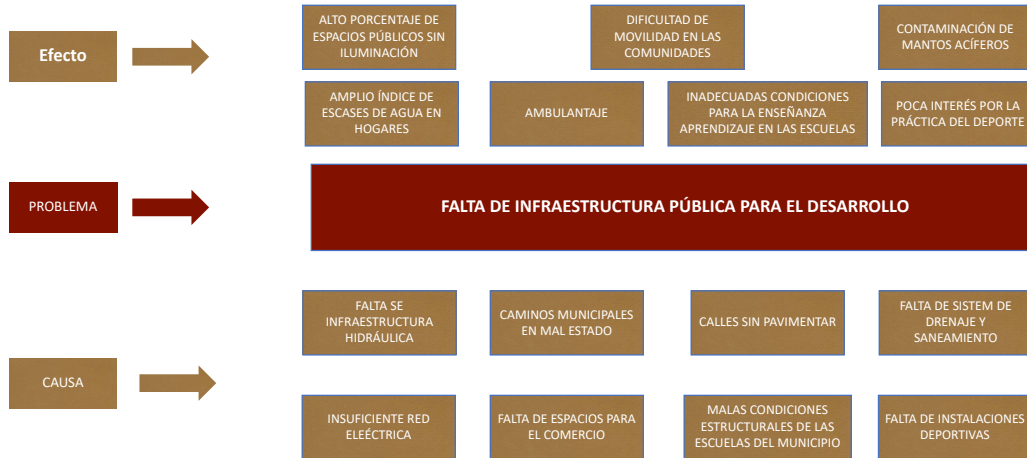 Efecto
ALTO PORCENTAJE DE
ESPACIOS PÚBLICOS SIN
ILUMINACIÓN
DIFICULTAD DE
MOVILIDAD EN LAS
COMUNIDADES
CONTAMINACIÓN DE
MANTOS ACÍFEROS
AMPLIO ÍNDICE DE
ESCASES DE AGUA EN
HOGARES
AMBULANTAJE
INADECUADAS CONDICIONES
PARA LA ENSEÑANZA
APRENDIZAJE EN LAS ESCUELAS
POCA INTERÉS POR LA
PRÁCTICA DEL DEPORTE
PROBLEMA
FALTA DE INFRAESTRUCTURA PÚBLICA PARA EL DESARROLLO
CAUSA
FALTA SE
INFRAESTRUCTURA
HIDRÁULICA
CAMINOS MUNICIPALES
EN MAL ESTADO
CALLES SIN PAVIMENTAR
FALTA DE SISTEM DE
DRENAJE Y
SANEAMIENTO
INSUFICIENTE RED
ELEÉCTRICA
FALTA DE ESPACIOS PARA
EL COMERCIO
MALAS CONDICIONES
ESTRUCTURALES DE LAS
ESCUELAS DEL MUNICIPIO
FALTA DE INSTALACIONES
DEPORTIVAS